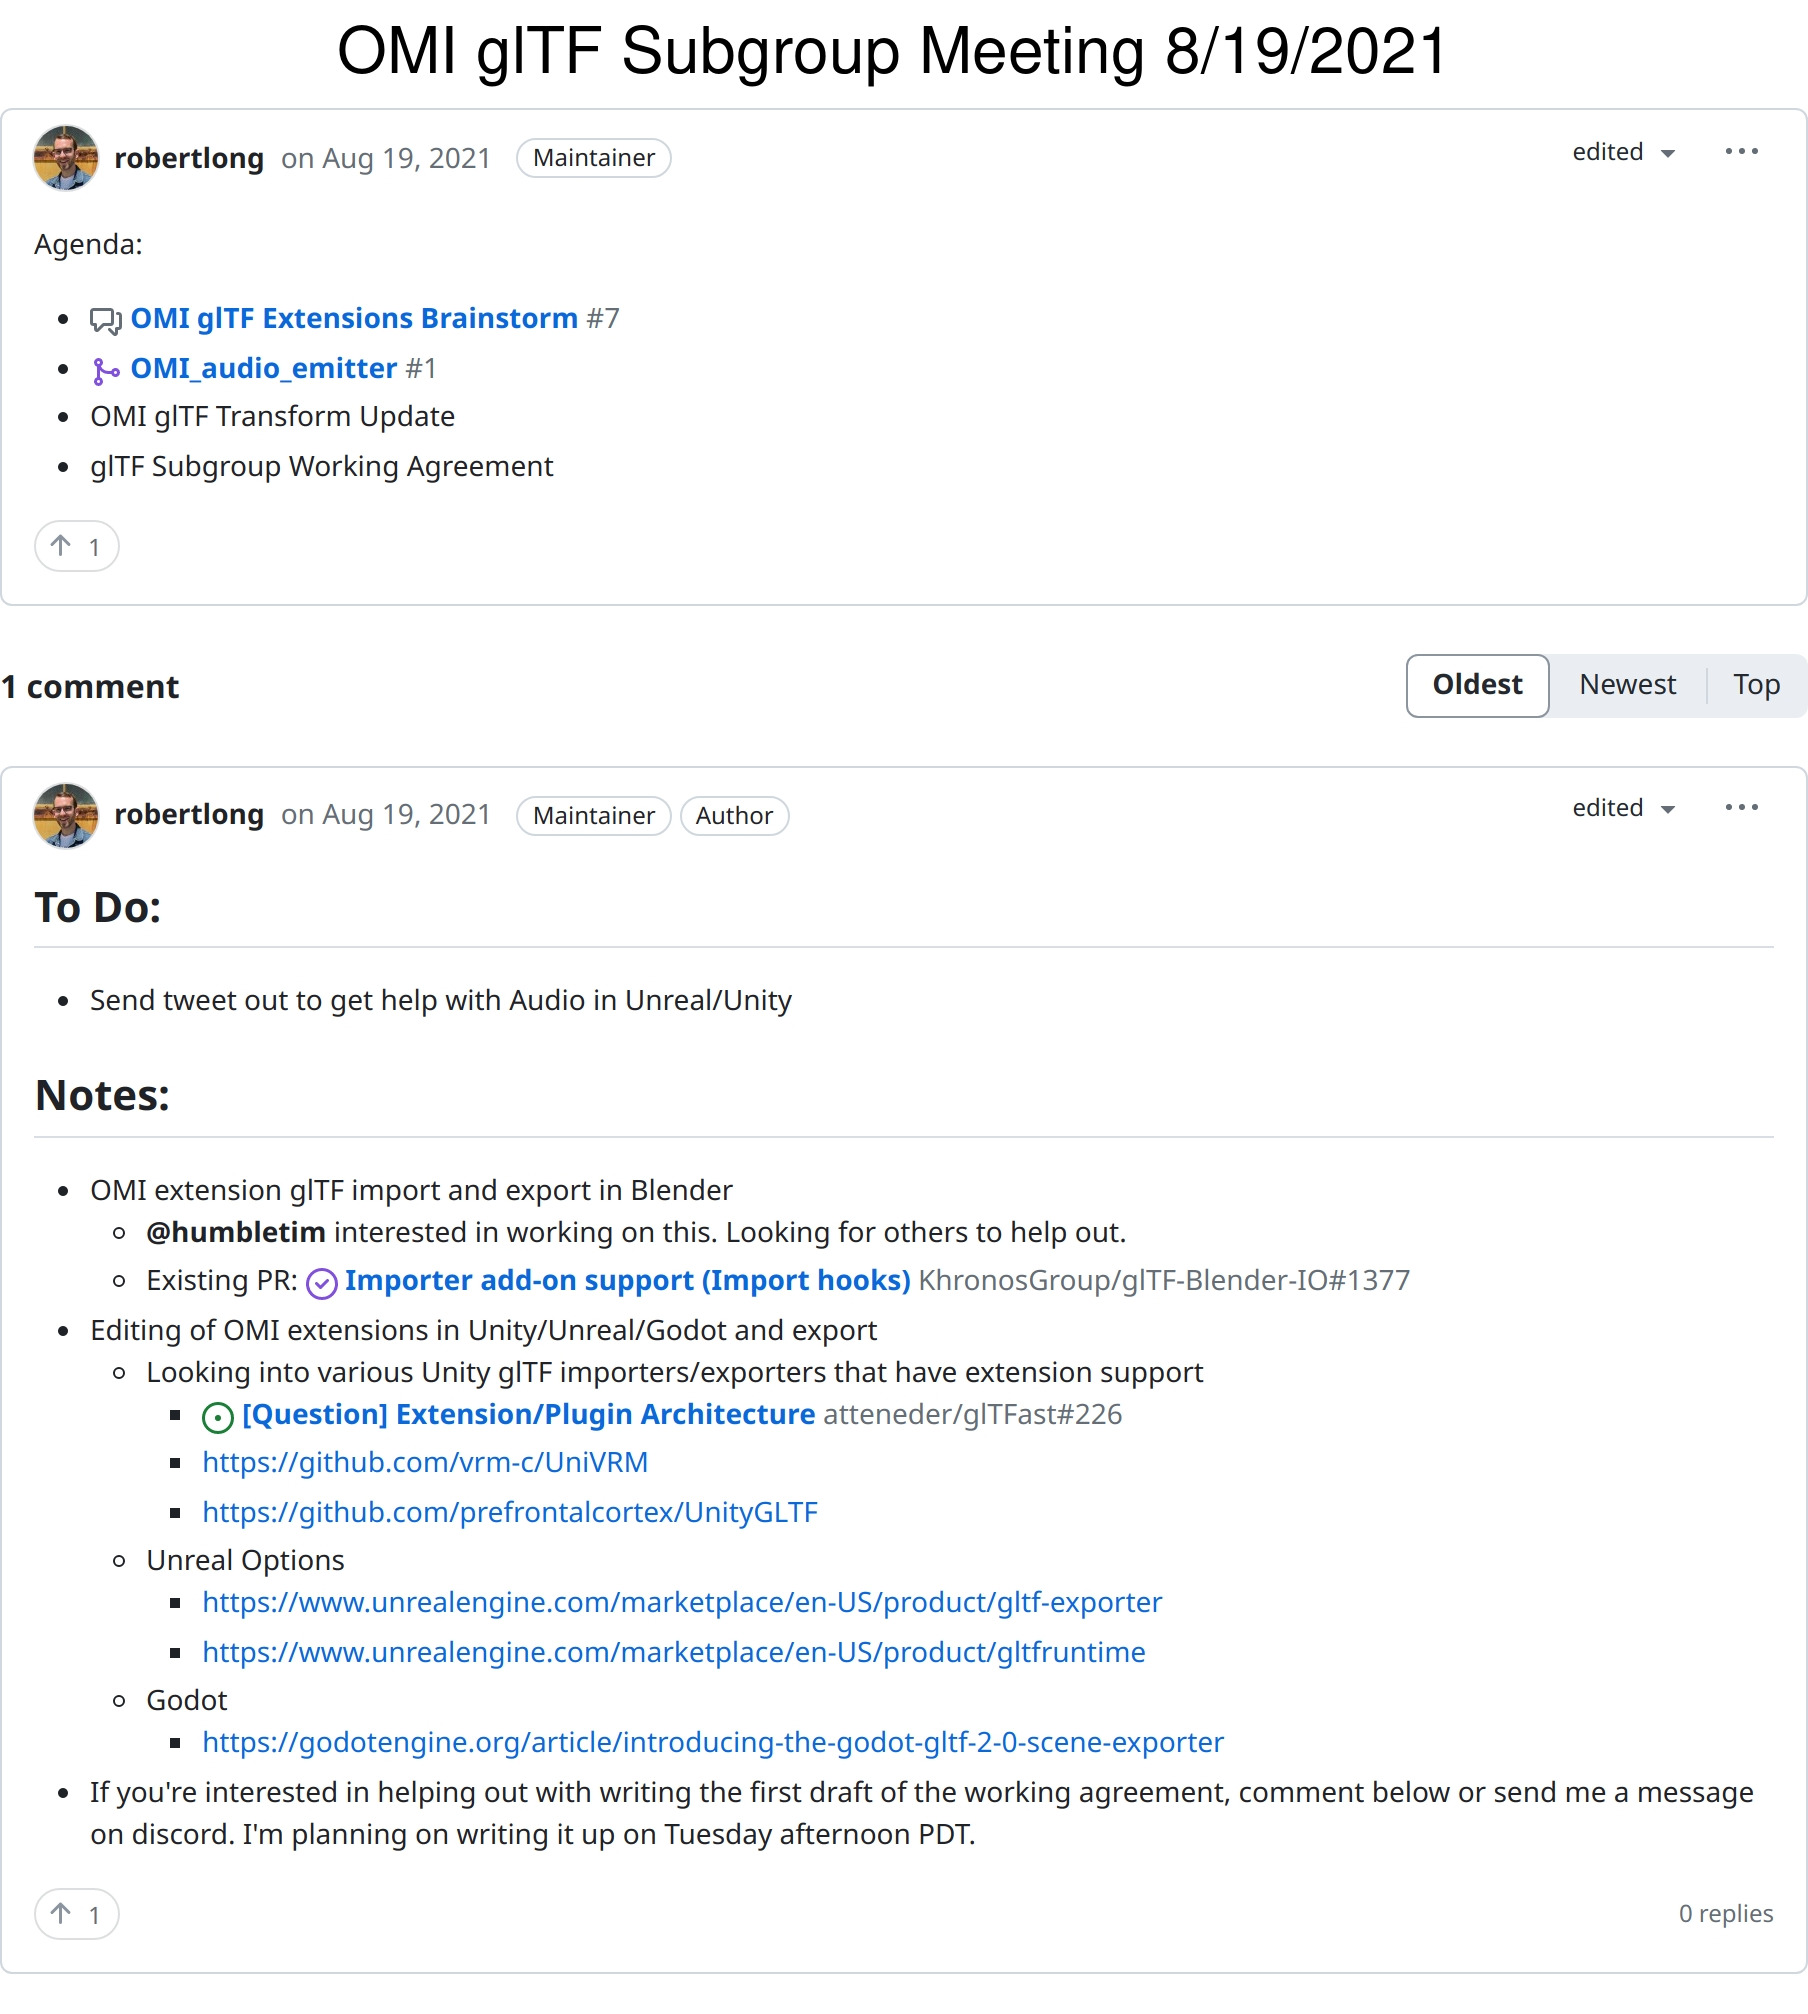 OMI glTF Subgroup Meeting 8/19/2021
robertlong on Aug 19, 2021 Maintainer edited
Agenda:
OMI glTF Extensions Brainstorm #7
OMI_audio_emitter #1
OMI glTF Transform Update
glTF Subgroup Working Agreement
1
1 comment
Oldest Newest Top
robertlong on Aug 19, 2021 Maintainer Author edited
To Do:
Send tweet out to get help with Audio in Unreal/Unity
Notes:
OMI extension glTF import and export in Blender
@humbletim interested in working on this. Looking for others to help out.
Existing PR: Importer add-on support (Import hooks) KhronosGroup/glTF-Blender-IO#1377
Editing of OMI extensions in Unity/Unreal/Godot and export
Looking into various Unity glTF importers/exporters that have extension support
[Question] Extension/Plugin Architecture atteneder/glTFast#226
https://github.com/vrm-c/UniVRM
https://github.com/prefrontalcortex/UnityGLTF
Unreal Options
https://www.unrealengine.com/marketplace/en-US/product/gltf-exporter
https://www.unrealengine.com/marketplace/en-US/product/gltfruntime
Godot
https://godotengine.org/article/introducing-the-godot-gltf-2-0-scene-exporter
If you're interested in helping out with writing the first draft of the working agreement, comment below or send me a message
on discord. I'm planning on writing it up on Tuesday afternoon PDT.
1
0 replies